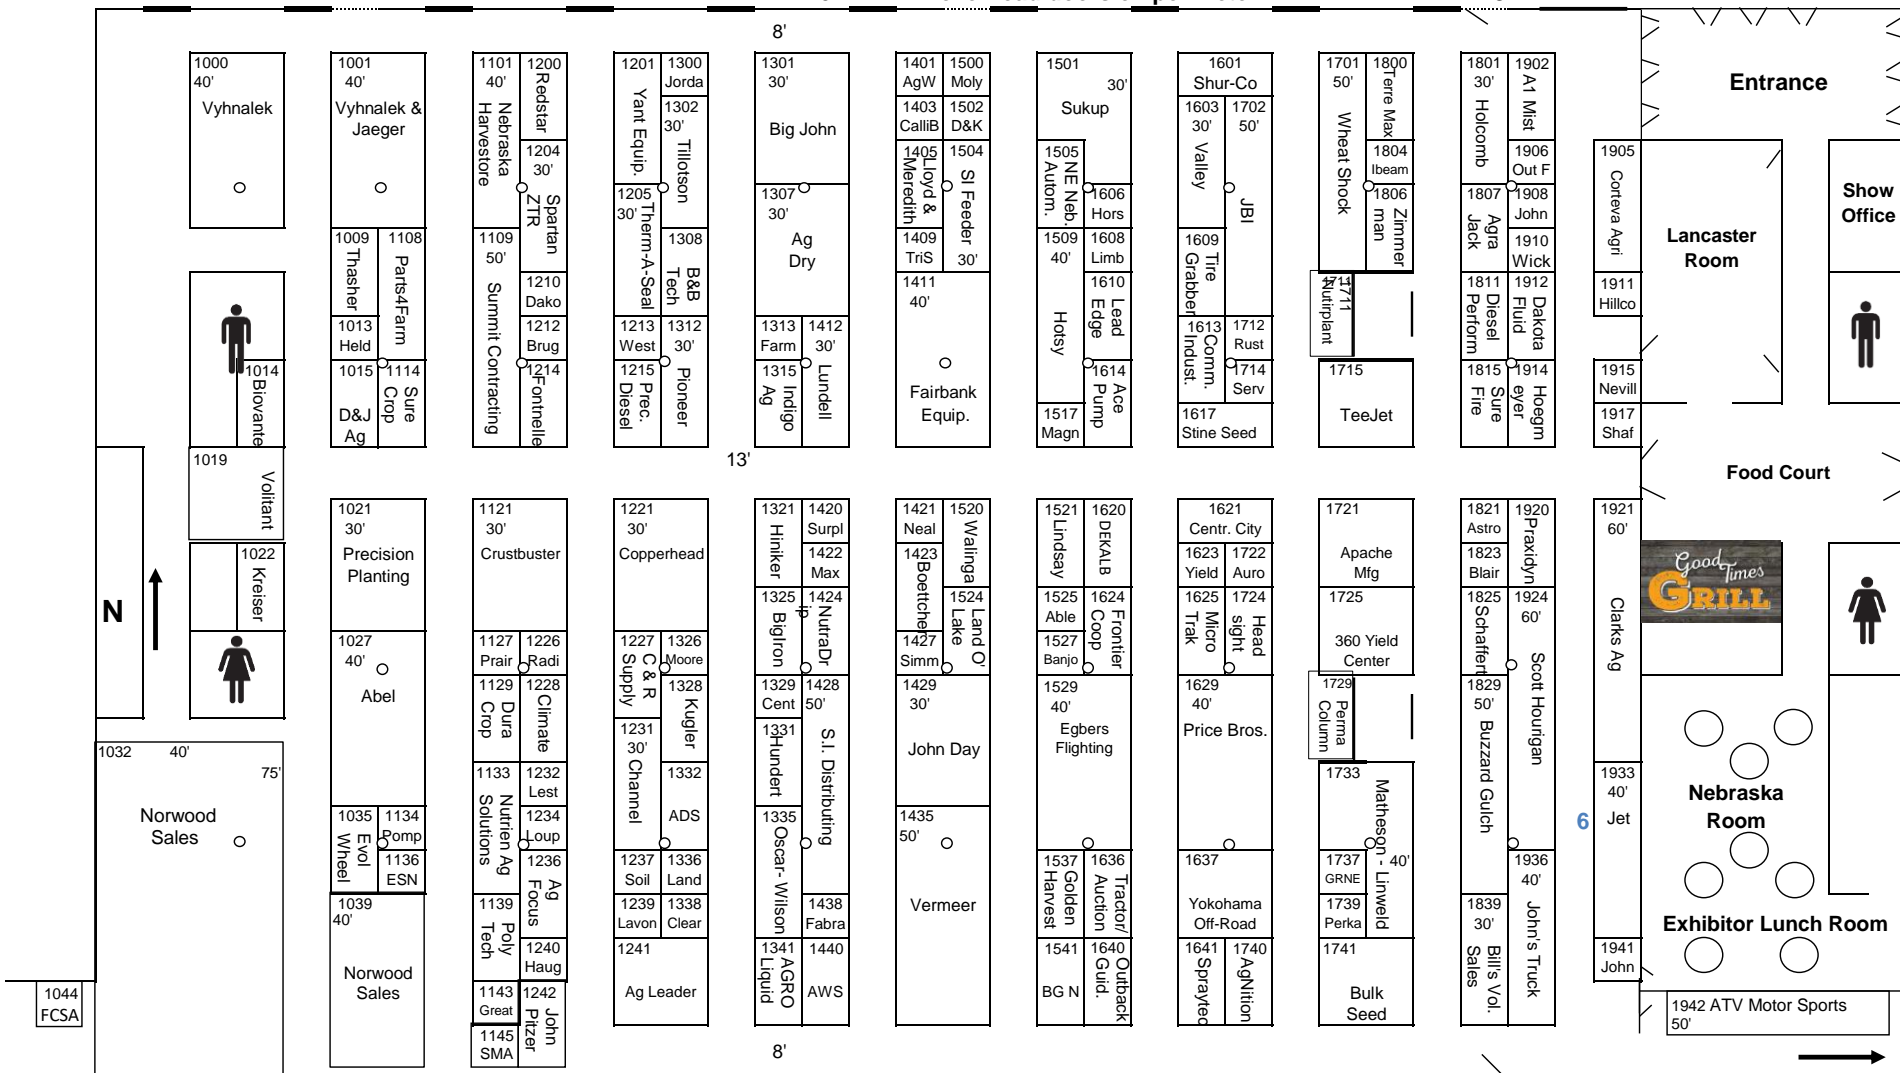 8'
1000
40'
Vyhnalek
1001
40'
Vyhnalek &
Jaeger
1009
Thasher
1108
Parts4Farm
1013
Held
1015
D&J
Ag
1114
Sure
Crop
1014
Biovante
1019
Volitant
1022
Kreiser
N
1101
40'
Nebraska
Harvestore
1200
Redstar
1204
30'
Spartan
ZTR
1109
50'
Summit Contracting
1210
Dako
1212
Brug
1214
Fontnelle
1201
Yant Equip.
1300
Jorda
1302
30'
Tillotson
1205
30'
Therm-A-Seal
1308
B&B
Tech
1213
West
1312
30'
Pioneer
1215
Prec.
Diesel
1301
30'
Big John
1307
30'
Ag
Dry
1313
Farm
1412
30'
Lundell
1315
Indigo
Ag
1401
AgW
1500
Moly
1403
CalliB
1502
D&K
1405
Lloyd &
-Meredith
1504
SI Feeder
30'
1409
TriS
1411
40'
Fairbank
Equip.
1501
30'
Sukup
1505
NE Neb.
Autom.
1606
Hors
1509
40'
Hotsy
1608
Limb
1610
Lead
Edge
1614
Ace
Pump
1517
Magn
1601
Shur-Co
1603
30'
Valley
1702
50'
JBI
1609
Tire
Grabber
1613
Comm.
Indust.
1712
Rust
1714
Serv
1617
Stine Seed
1701
50'
Wheat Shock
1800
Terre Max
1804
Ibeam
1806
Zimmer
man
1711
1711
Nutirplant
1715
TeeJet
1801
30'
Holcomb
1902
A1 Mist
1906
Out F
1807
Agra
Jack
1908
John
1910
Wick
1811
Diesel
Perform
1912
Dakota
Fluid
1815
Sure
Fire
1914
Hoegm
eyer
1905
Corteva Agri
1911
Hillco
1915
Nevill
1917
Shaf
Entrance
Lancaster
Room
Show
Office
Food Court
13'
1021
30'
Precision
Planting
1027
40'
Abel
1035
Evol
Wheel
1134
Pomp
1136
ESN
1039
40'
Norwood
Sales
1032
40'
75'
Norwood
Sales
1044
FCSA
1121
30'
Crustbuster
1127
Prair
1226
Radi
1129
Dura
Crop
1228
Climate
1133
Nutrien Ag
Solutions
1232
Lest
1234
Loup
1236
Ag
Focus
1139
Poly
Tech
1240
Haug
1143
Great
1242
John
Pitzer
1145
SMA
1221
30'
Copperhead
1227
C & R
Supply
1326
Moore
1328
Kugler
1231
30'
Channel
1332
ADS
1237
Soil
1336
Land
1239
Lavon
1338
Clear
1241
Ag Leader
1321
Hiniker
1420
Surpl
1422
Max
1325
BigIron
1424
NutraDr
ip
1329
Cent
1428
50'
S.I. Distributing
1331
Hundert
1335
Oscar- Wilson
1438
Fabra
1341
AGRO
Liquid
1440
AWS
8'
1421
Neal
1520
Walinga
1423
Boettcher
1524
Land O'
Lake
1427
Simm
1429
30'
John Day
1435
50'
Vermeer
1521
Lindsay
1620
DEKALB
1525
Able
1624
Frontier
Coop
1527
Banjo
1529
40'
Egbers
Flighting
1537
Golden
Harvest
1636
Tractor/
Auction
1541
BG N
1640
Outback
Guid.
1621
Centr. City
1623
Yield
1722
Auro
1625
Micro
Trak
1724
Head
sight
1629
40'
Price Bros.
1637
Yokohama
Off-Road
1641
Spraytec
1740
AgNition
1721
Apache
Mfg
1725
360 Yield
Center
1729
Perma
Column
1733
Matheson - Linweld
40'
1737
GRNE
1739
Perka
1741
Bulk
Seed
1821
Astro
1920
Praxidyn
1823
Blair
1825
Schaffert
1924
60'
Scott Hourigan
1829
50'
Buzzard Gulch
1936
40'
John's Truck
1839
30'
Bill's Vol.
Sales
1921
60'
Clarks Ag
1933
40'
Jet
6
1941
John
Good
Times
GRILL
Nebraska
Room
Exhibitor Lunch Room
1942 ATV Motor Sports
50'